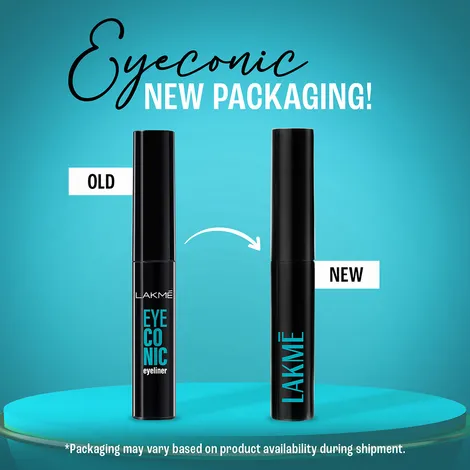 Eyeconic
NEW PACKAGING!
OLD
LAKMĒ
EYE
CO
NIC
eyeliner
NEW
LAKMĒ
*Packaging may vary based on product availability during shipment.